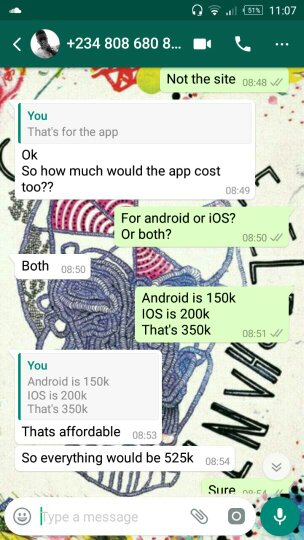 51% 11:07
+234 808 680 8...
Not the site 08:48
You
That's for the app
Ok
So how much would the app cost
too??
08:49
For android or iOS?
Or both?
08:50
Both 08:50
Android is 150k
IOS is 200k
That's 350k
08:51
You
Android is 150k
IOS is 200k
That's 350k
Thats affordable 08:53
So everything would be 525k 08:54
Sure 08:54
Type a message